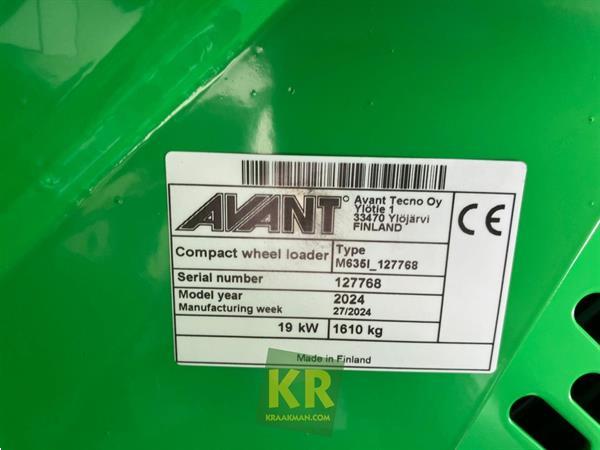 AVANT
Avant Tecno Oy
Ylötie 1
33470 Ylöjärvi
FINLAND
CE
Compact wheel loader
Type
M635I_127768
Serial number 127768
Model year 2024
Manufacturing week 27/2024
19 kW 1610 kg
Made in Finland
KR
KRAAKMAN.COM